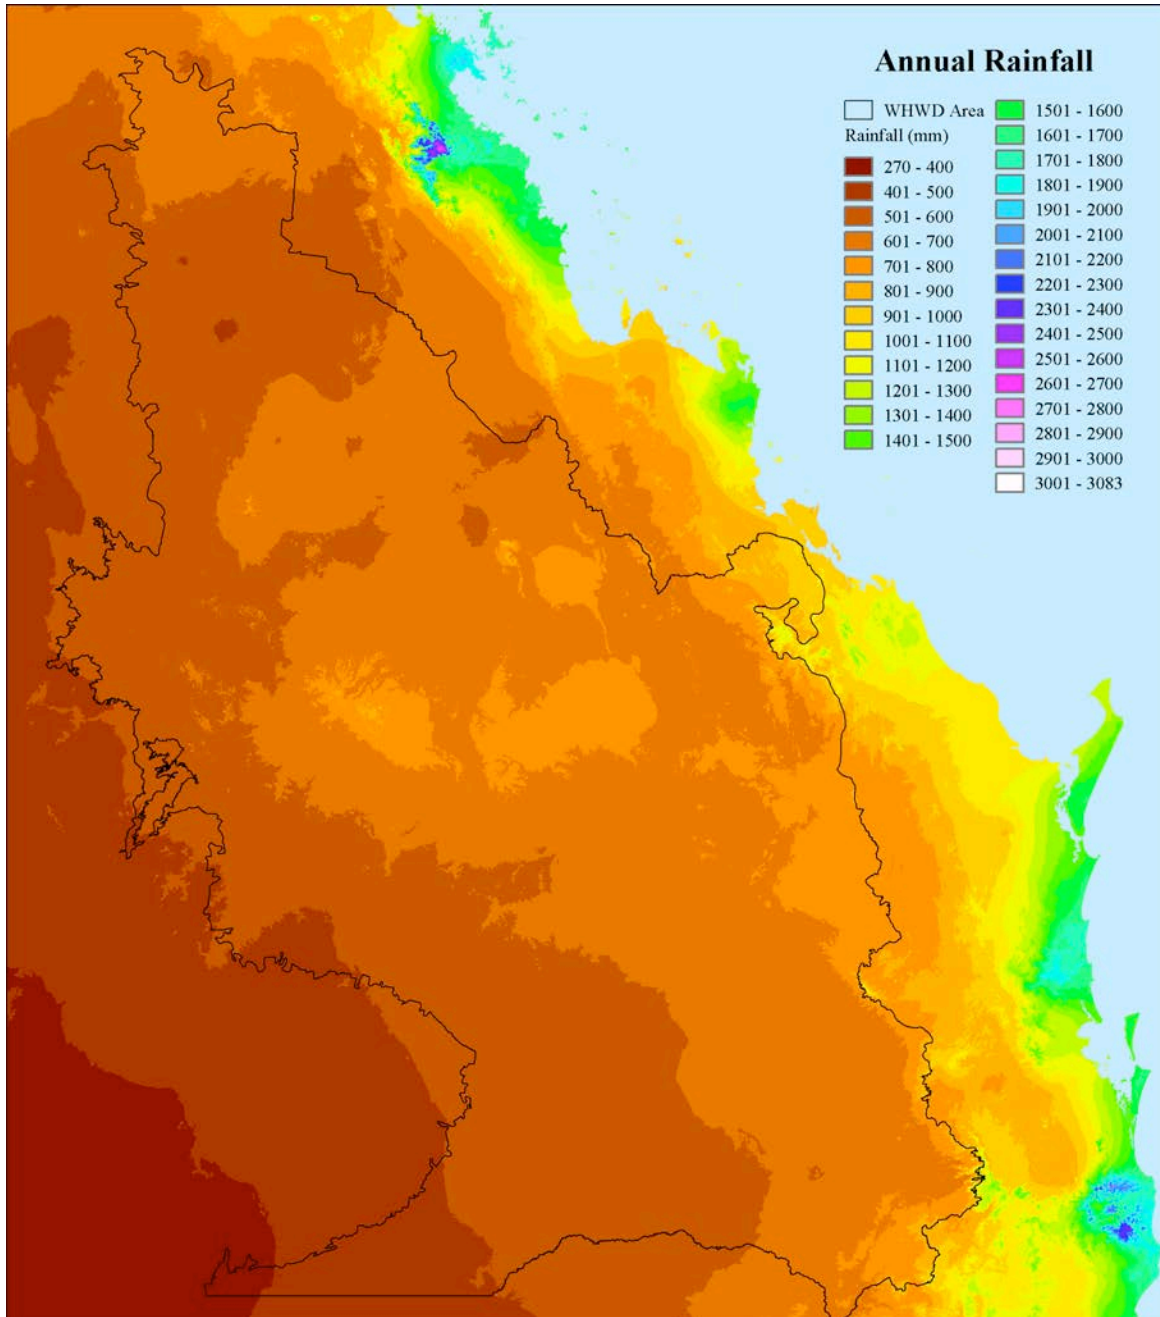 Annual Rainfall
WHWD Area
Rainfall (mm)
270 - 400
401 - 500
501 - 600
601 - 700
701 - 800
801 - 900
901 - 1000
1001 - 1100
1101 - 1200
1201 - 1300
1301 - 1400
1401 - 1500
1501 - 1600
1601 - 1700
1701 - 1800
1801 - 1900
1901 - 2000
2001 - 2100
2101 - 2200
2201 - 2300
2301 - 2400
2401 - 2500
2501 - 2600
2601 - 2700
2701 - 2800
2801 - 2900
2901 - 3000
3001 - 3083